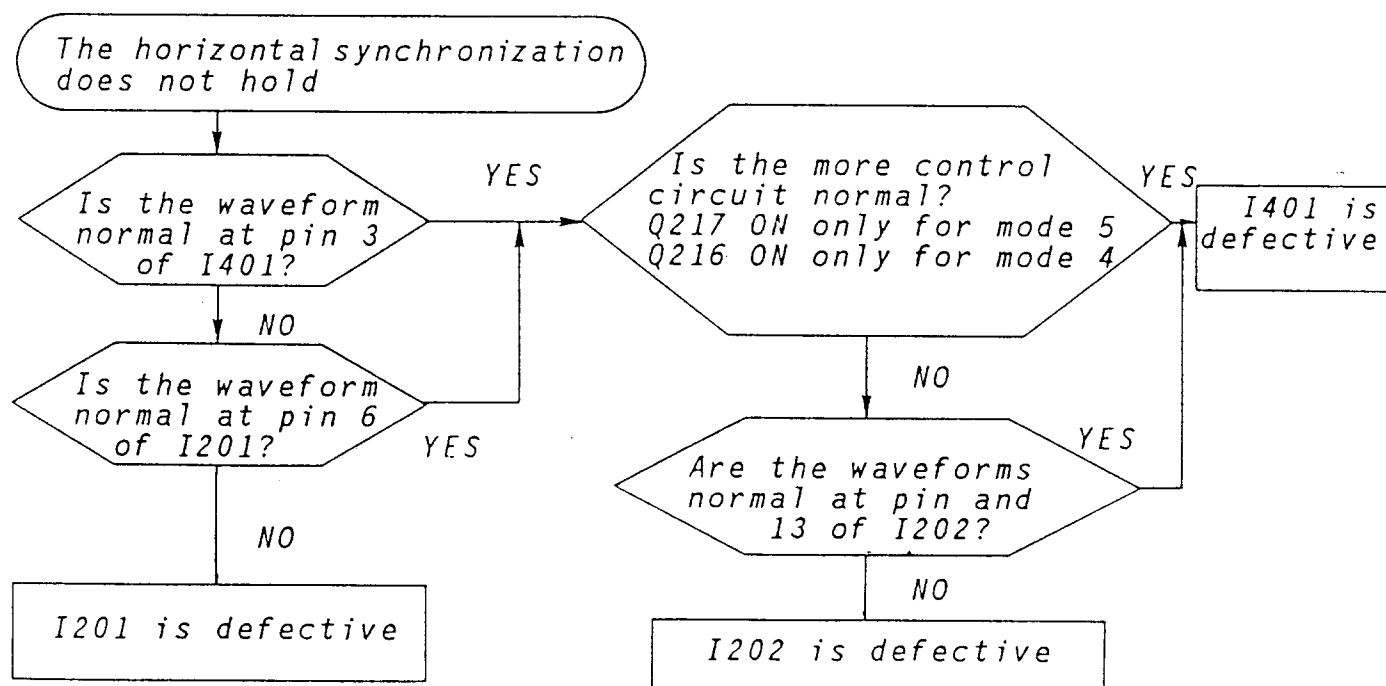 The horizontal synchronization
does not hold
Is the waveform
normal at pin 3
of I401?
YES
NO
Is the waveform
normal at pin 6
of I201?
YES
NO
I201 is defective
Is the more control
circuit normal?
Q217 ON only for mode 5
Q216 ON only for mode 4
YES
I401 is
defective
NO
Are the waveforms
normal at pin and
13 of I202?
YES
NO
I202 is defective